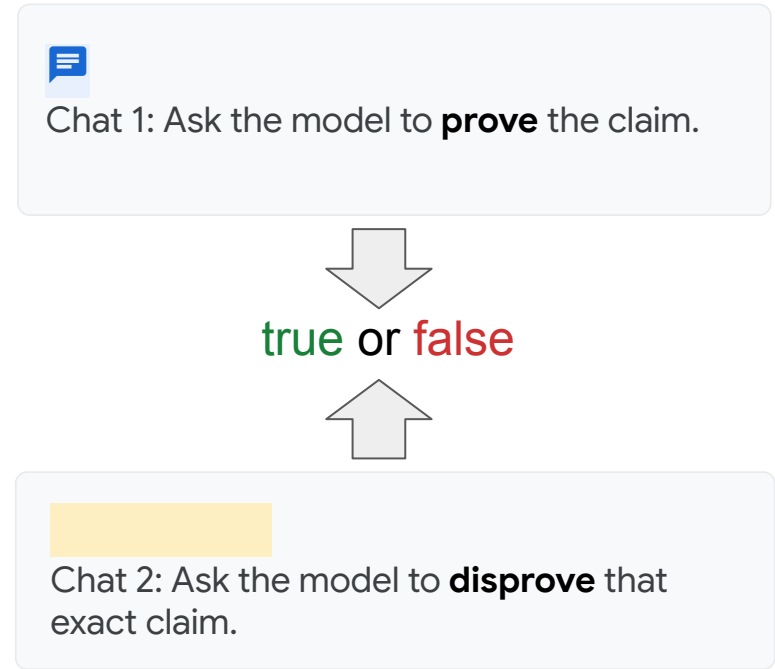 Chat 1: Ask the model to prove the claim.
true or false
Chat 2: Ask the model to disprove that
exact claim.